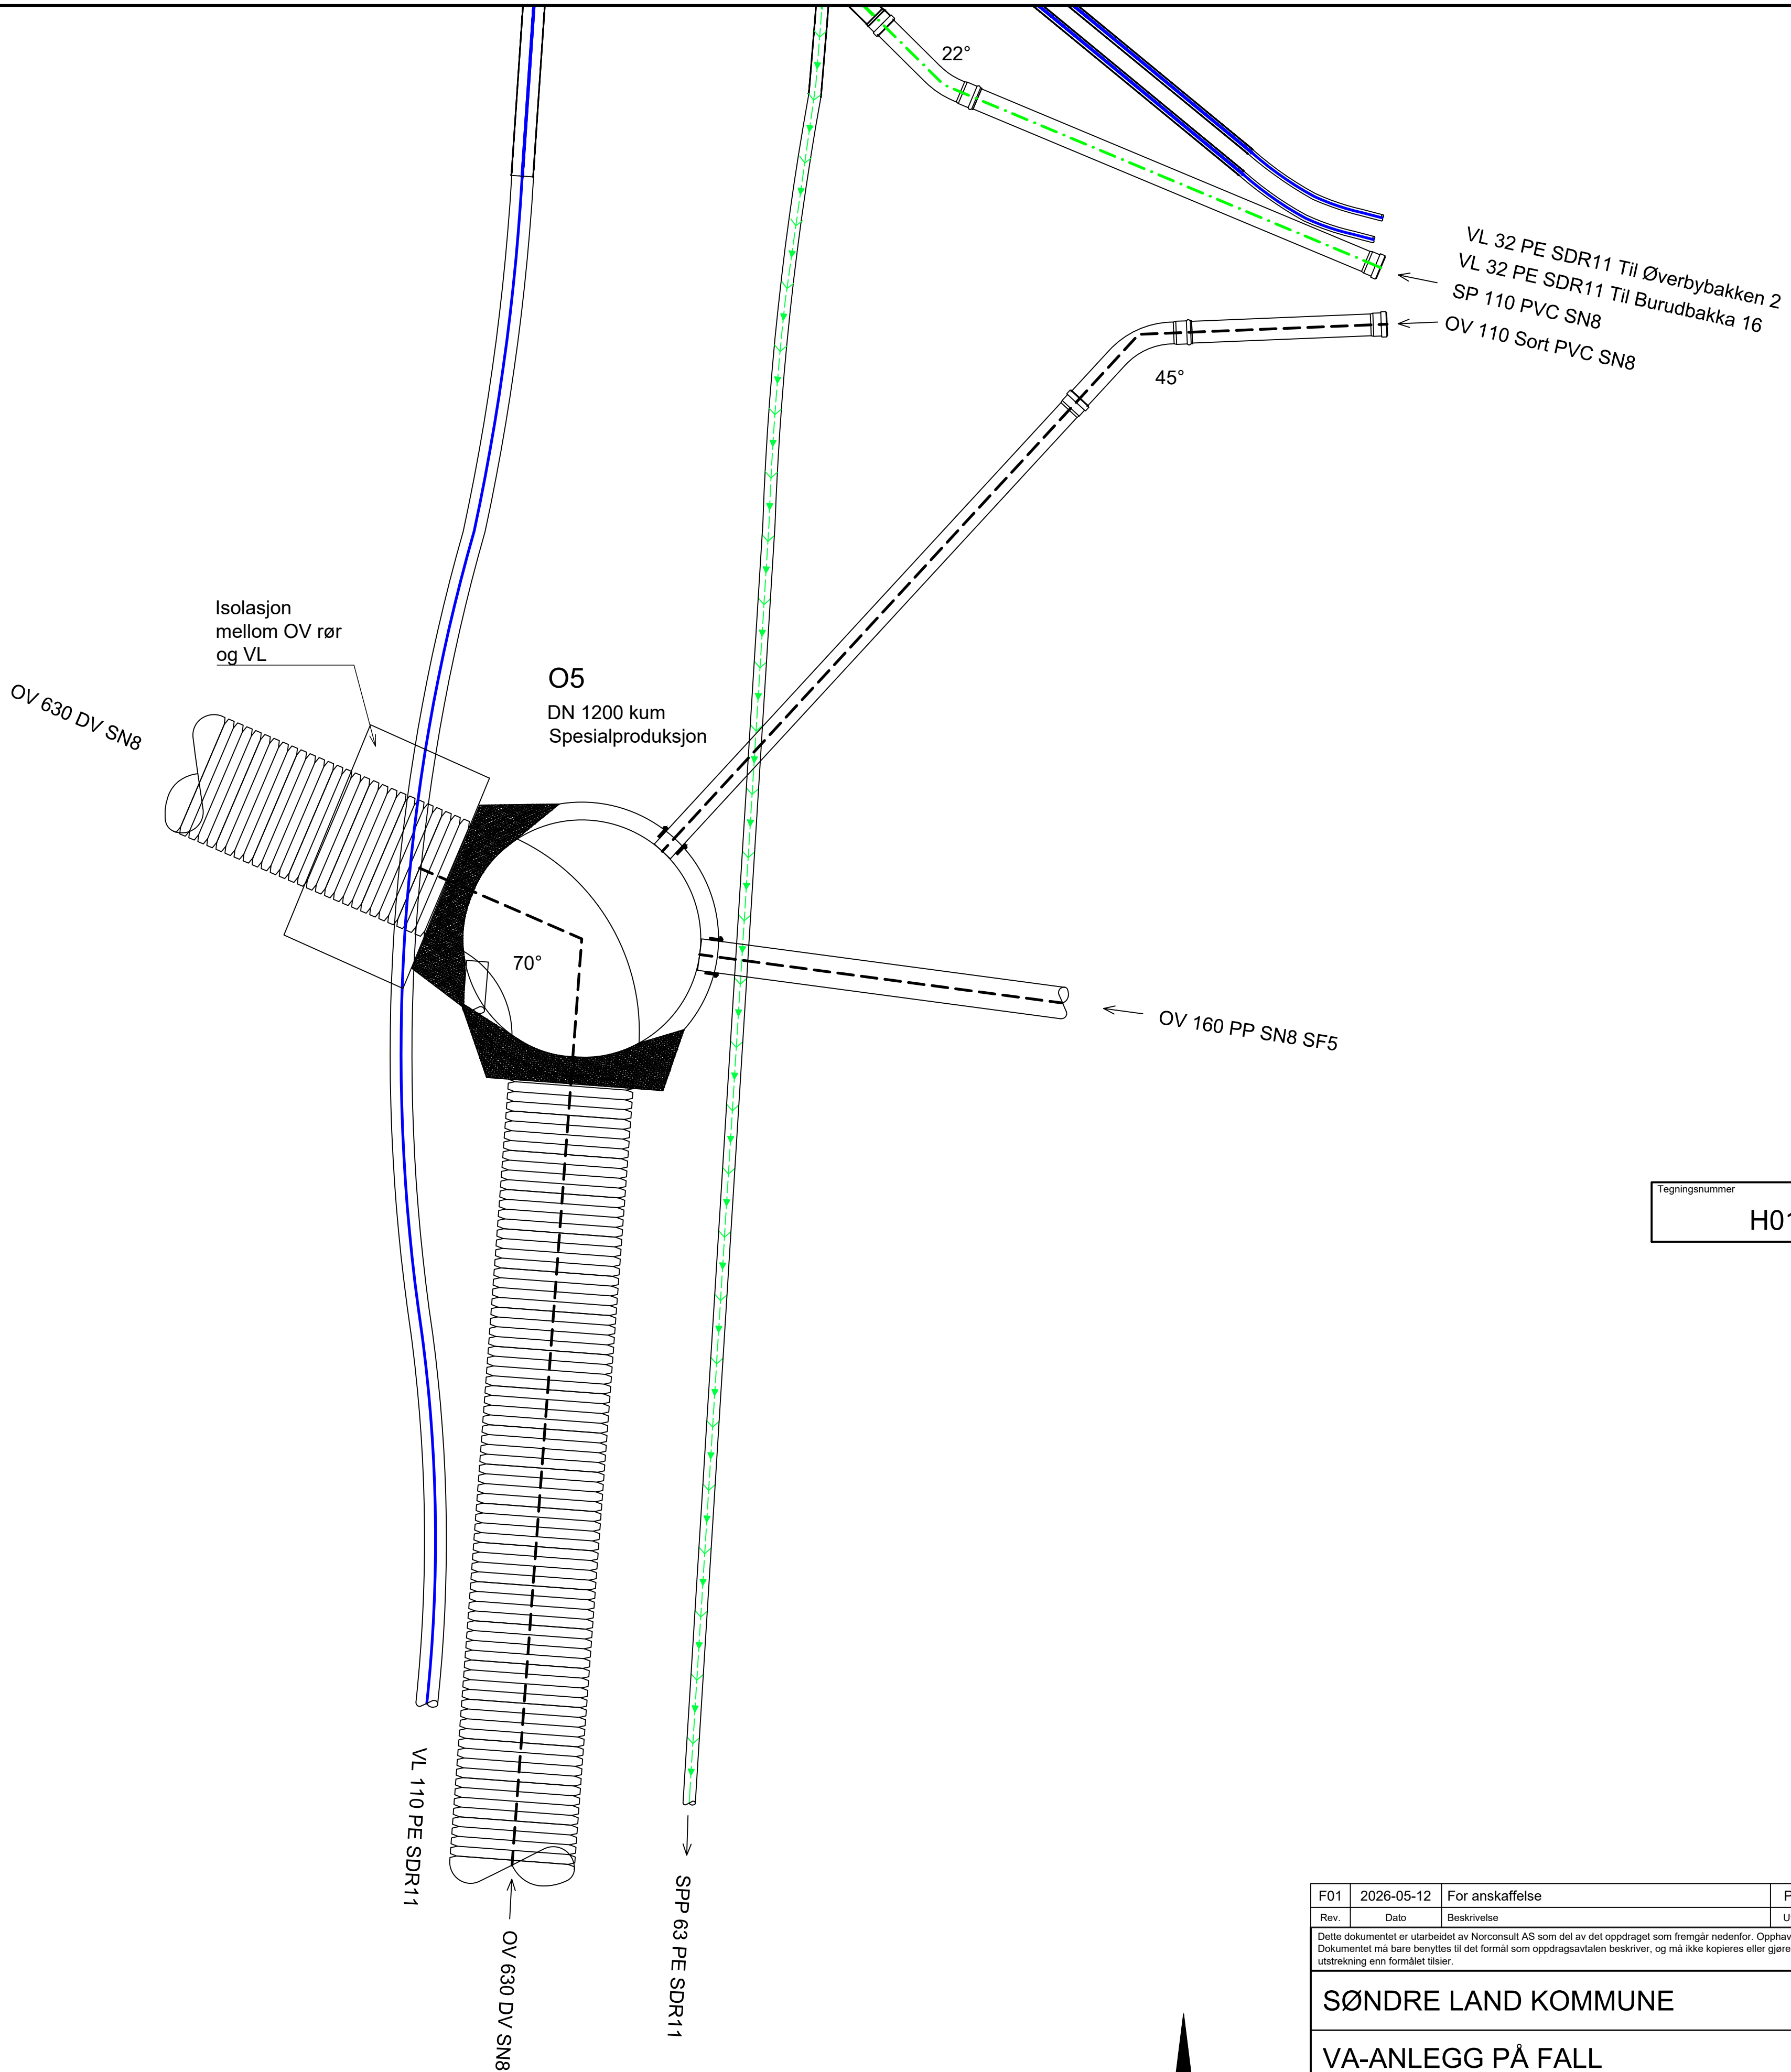 22°
VL 32 PE SDR11 Til Øverbybakken 2
VL 32 PE SDR11 Til Burudbakka 16
SP 110 PVC SN8
OV 110 Sort PVC SN8
45°
Isolasjon
mellom OV rør
og VL
O5
DN 1200 kum
Spesialproduksjon
OV 630 DV SN8
70°
OV 160 PP SN8 SF5
Tegningsnummer
H01
VL 110 PE SDR11
OV 630 DV SN8
SPP 63 PE SDR11
F01 2026-05-12 For anskaffelse
Rev. Dato Beskrivelse
Dette dokumentet er utarbeidet av Norconsult AS som del av det oppdraget som fremgår nedenfor.
Dokumentet må bare benyttes til det formål som oppdragsavtalen beskriver, og må ikke kopieres eller
utstrekning enn formålet tilsier.
SØNDRE LAND KOMMUNE
VA-ANLEGG PÅ FALL